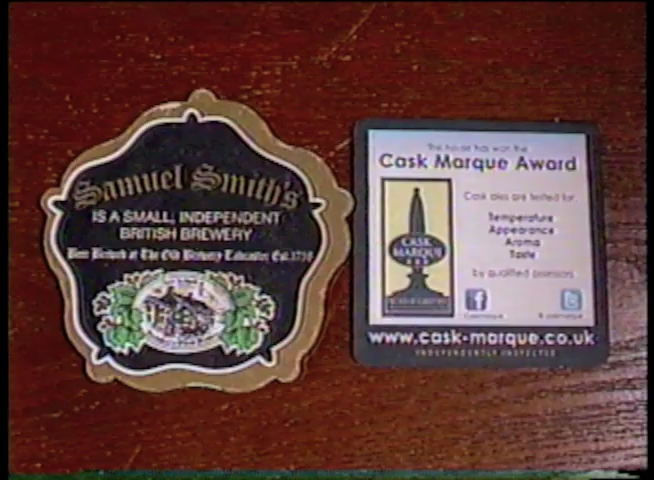 Samuel Smith's
IS A SMALL, INDEPENDENT
BRITISH BREWERY
Beer Brewed at The Old Brewery Tadcaster Est. 1758
This house has won the
Cask Marque Award
Cask ales are tested for:
Temperature
Appearance
Aroma
Taste
by qualified assessors
CASK
MARQUE
www.cask-marque.co.uk
INDEPENDENTLY INSPECTED